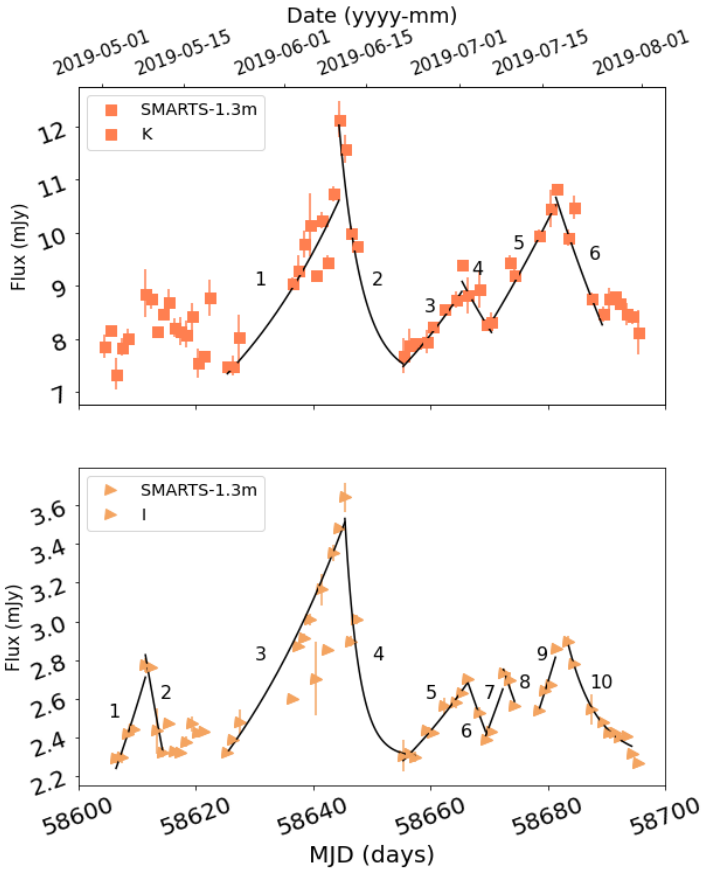 Date (yyyy-mm)
2019-05-01 2019-05-15 2019-06-01 2019-06-15 2019-07-01 2019-07-15 2019-08-01
SMARTS-1.3m
K
12
11
10
9
8
7
Flux (mJy)
1 2 3 4 5 6
SMARTS-1.3m
I
3.6
3.4
3.2
3.0
2.8
2.6
2.4
2.2
Flux (mJy)
1 2 3 4 5 6 7 8 9 10
58600 58620 58640 58660 58680 58700
MJD (days)